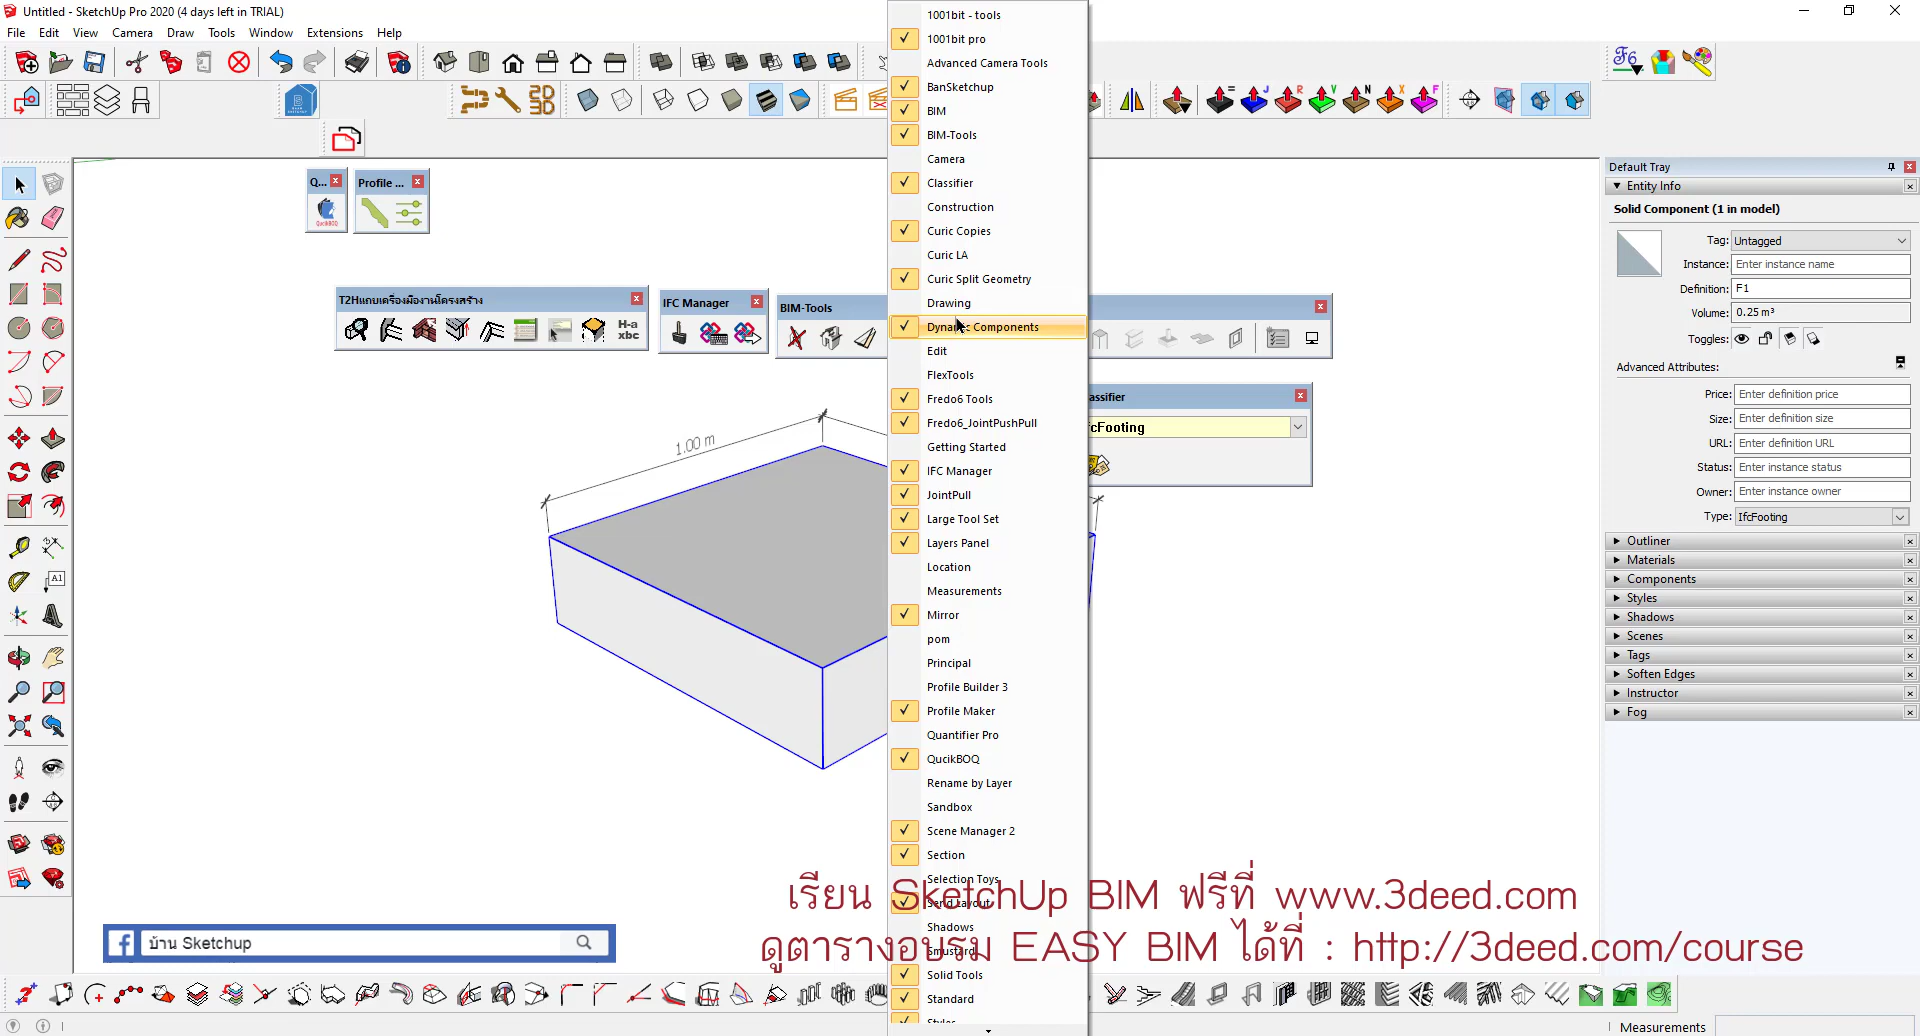 Untitled - SketchUp Pro 2020 (4 days left in TRIAL)
File Edit View Camera Draw Tools Window Extensions Help
1001bit - tools
1001bit pro
Advanced Camera Tools
BanSketchup
BIM
BIM-Tools
Camera
Classifier
Construction
Curic Copies
Curic LA
Curic Split Geometry
Drawing
Dynamic Components
Edit
FlexTools
Fredo6 Tools
Fredo6_JointPushPull
Getting Started
IFC Manager
JointPull
Large Tool Set
Layers Panel
Location
Measurements
Mirror
pom
Principal
Profile Builder 3
Profile Maker
Quantifier Pro
QucikBOQ
Rename by Layer
Sandbox
Scene Manager 2
Section
Selection Toys
Send Layout
Shadows
Smustard
Solid Tools
Standard
Styles
Q...
QucikBOQ
Profile ...
T2Hแถบเครื่องมืองานโครงสร้าง
H-a
abc
IFC Manager
BIM-Tools
assifier
fcFooting
1.00 m
Default Tray
Entity Info
Solid Component (1 in model)
Tag: Untagged
Instance: Enter instance name
Definition: F1
Volume: 0.25 m³
Toggles:
Advanced Attributes:
Price: Enter definition price
Size: Enter definition size
URL: Enter definition URL
Status: Enter instance status
Owner: Enter instance owner
Type: IfcFooting
Outliner
Materials
Components
Styles
Shadows
Scenes
Tags
Soften Edges
Instructor
Fog
เรียน SketchUp BIM ฟรีที่ www.3deed.com
ดูตารางอบรม EASY BIM ได้ที่ : http://3deed.com/course
บ้าน Sketchup
Measurements